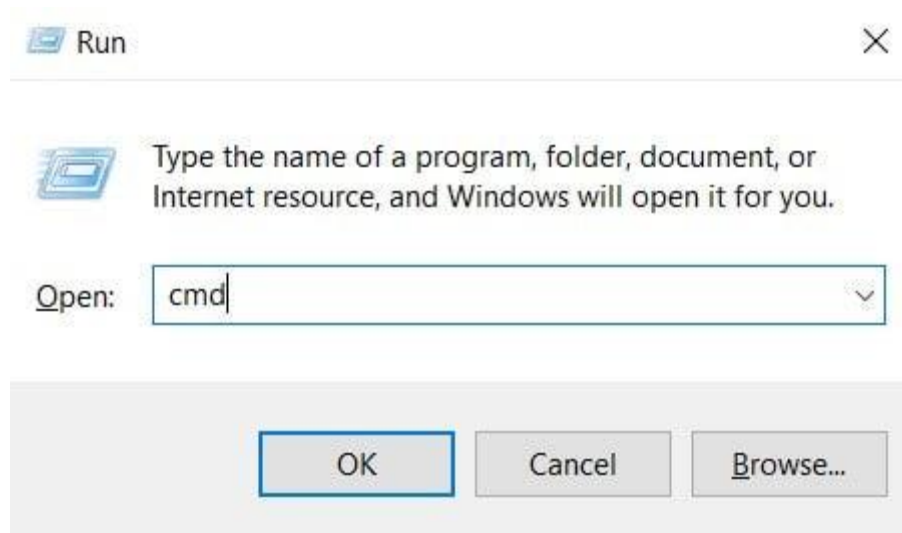 Run
Type the name of a program, folder, document, or
Internet resource, and Windows will open it for you.
Open: cmd
OK Cancel Browse...